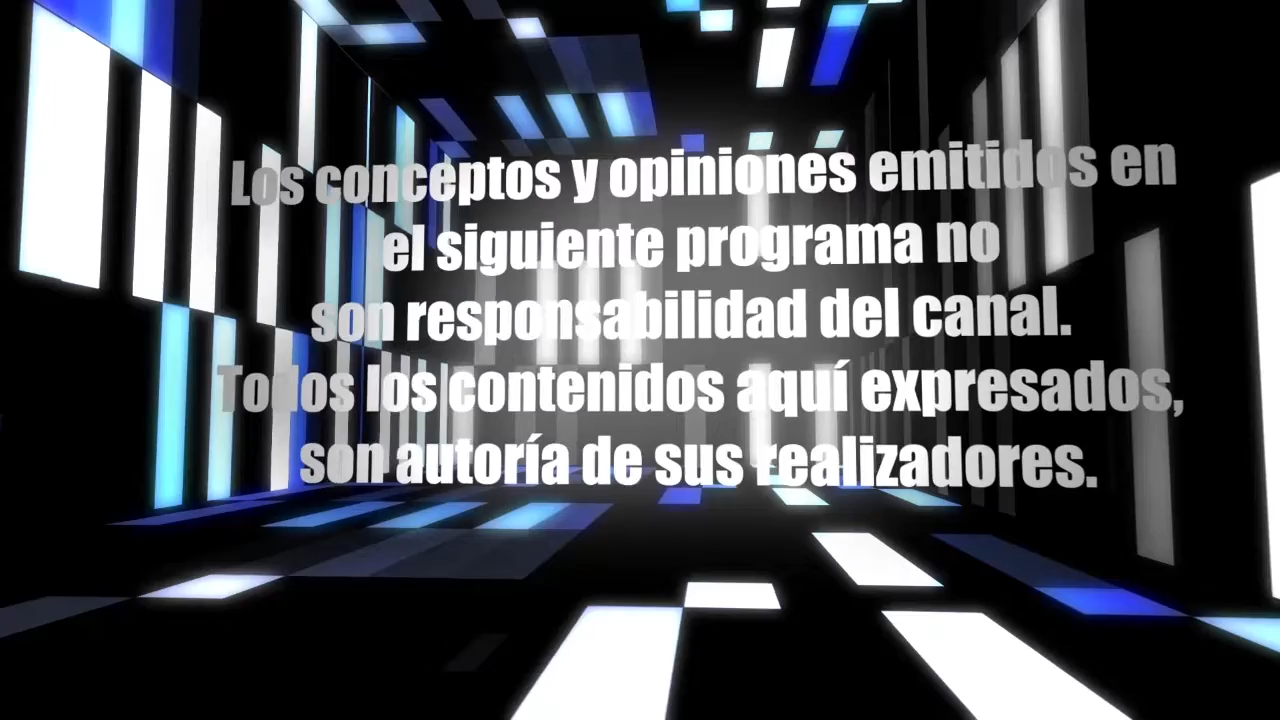 Los conceptos y opiniones emitidos en
el siguiente programa no
son responsabilidad del canal.
Todos los contenidos aquí expresados,
son autoría de sus realizadores.